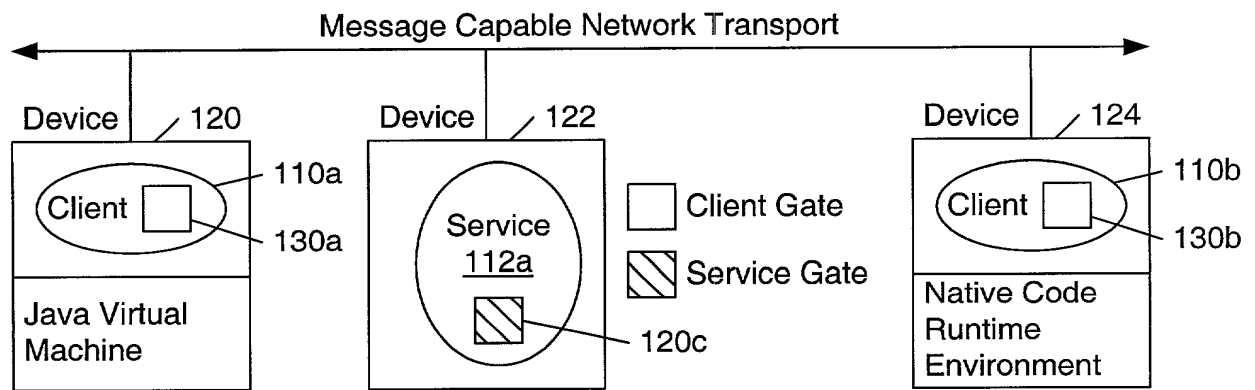 Message Capable Network Transport
Device 120
Device 122
Device 124
110a
Client
130a
Java Virtual
Machine
Service
112a
120c
Client Gate
Service Gate
110b
Client
130b
Native Code
Runtime
Environment